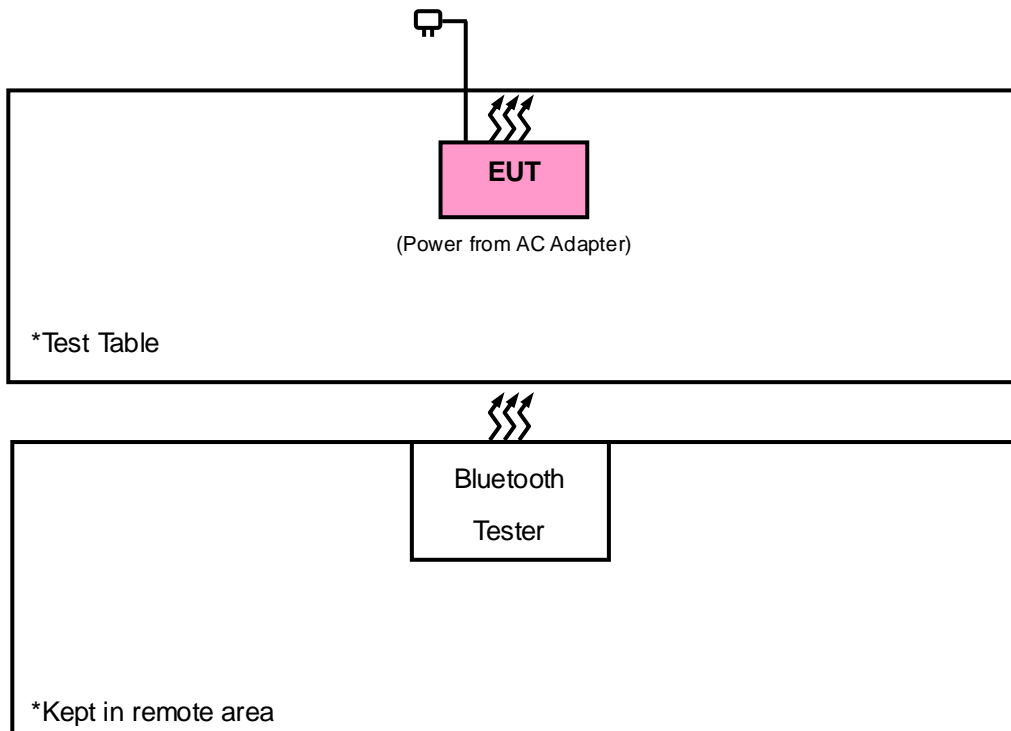 EUT
(Power from AC Adapter)
*Test Table
Bluetooth
Tester
*Kept in remote area